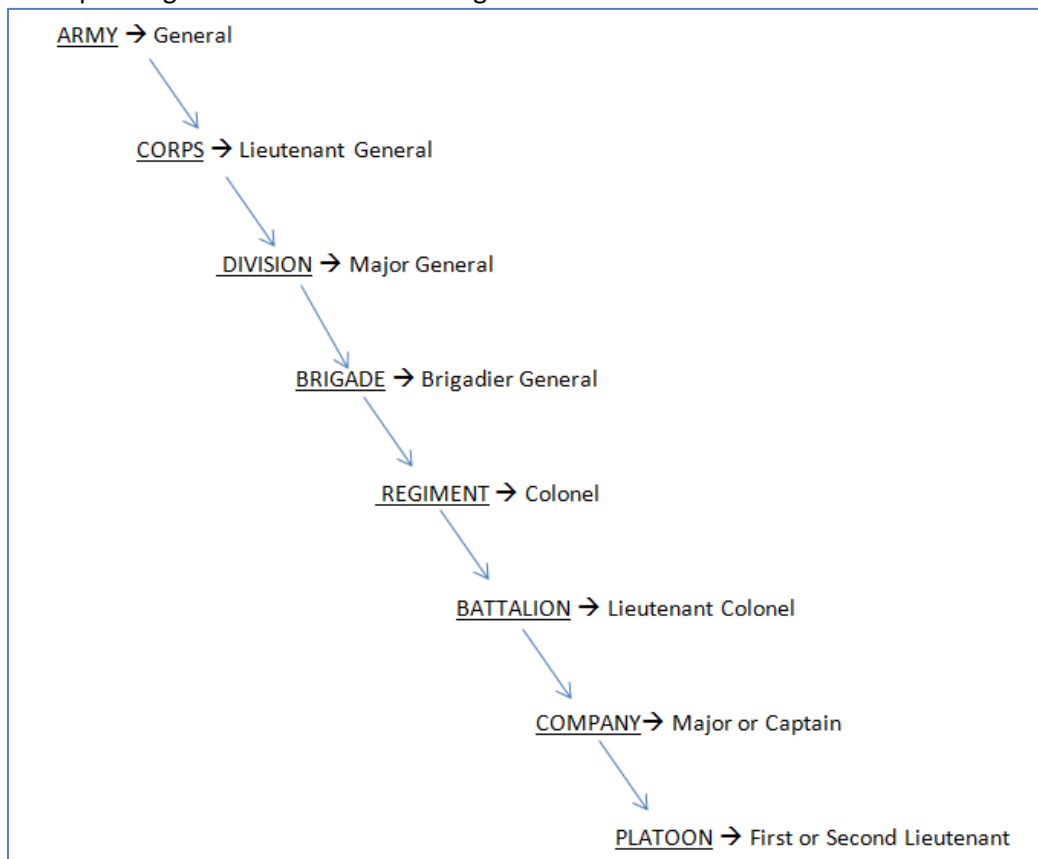 ARMY → General
CORPS → Lieutenant General
DIVISION → Major General
BRIGADE → Brigadier General
REGIMENT → Colonel
BATTALION → Lieutenant Colonel
COMPANY→ Major or Captain
PLATOON → First or Second Lieutenant